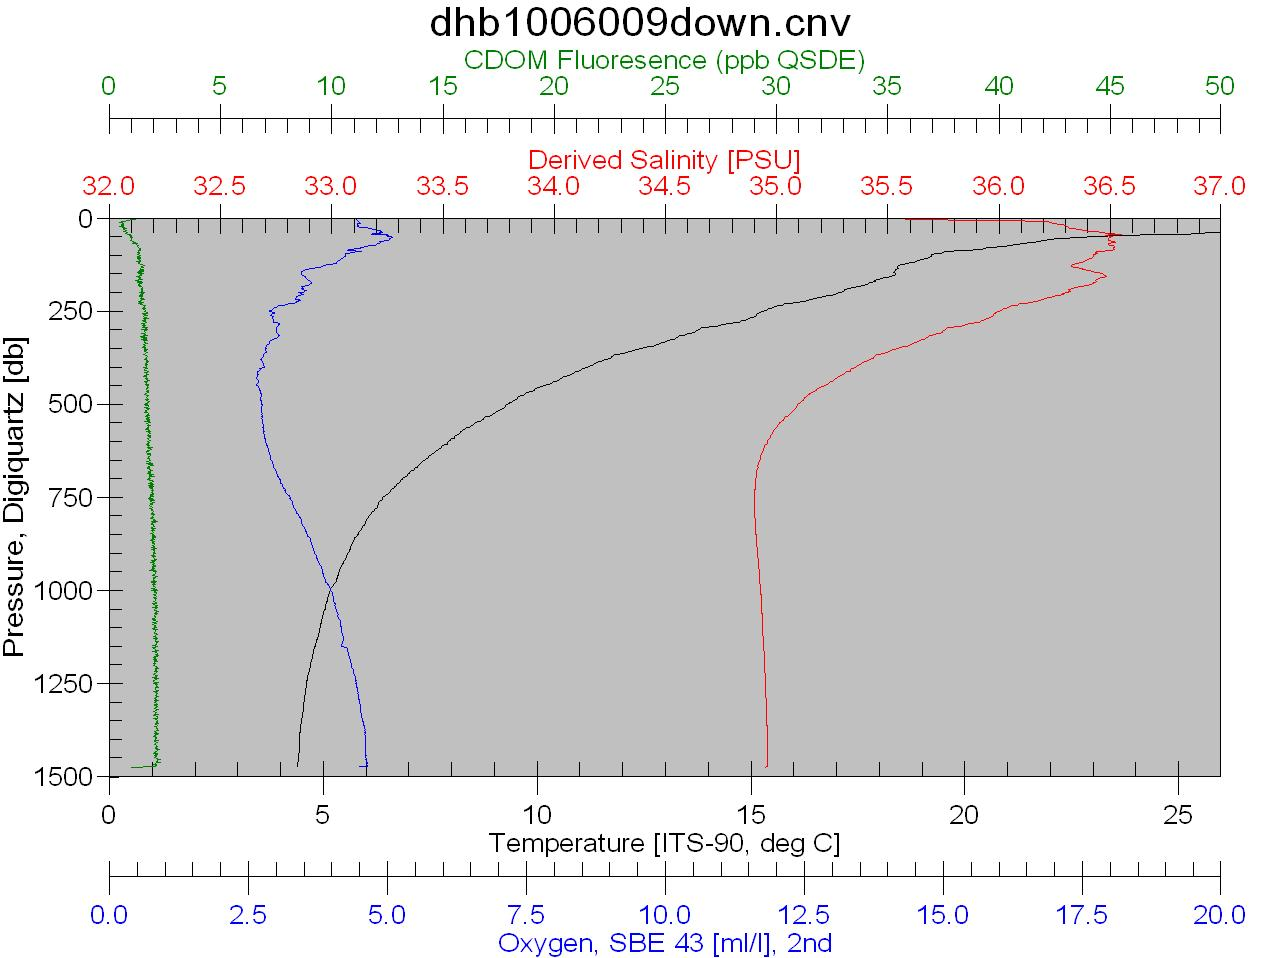 dhb1006009down.cnv
CDOM Fluoresence (ppb QSDE)
0 5 10 15 20 25 30 35 40 45 50
Derived Salinity [PSU]
32.0 32.5 33.0 33.5 34.0 34.5 35.0 35.5 36.0 36.5 37.0
Pressure, Digiquartz [db]
0
250
500
750
1000
1250
1500
0 5 10 15 20 25
Temperature [ITS-90, deg C]
0.0 2.5 5.0 7.5 10.0 12.5 15.0 17.5 20.0
Oxygen, SBE 43 [ml/l], 2nd